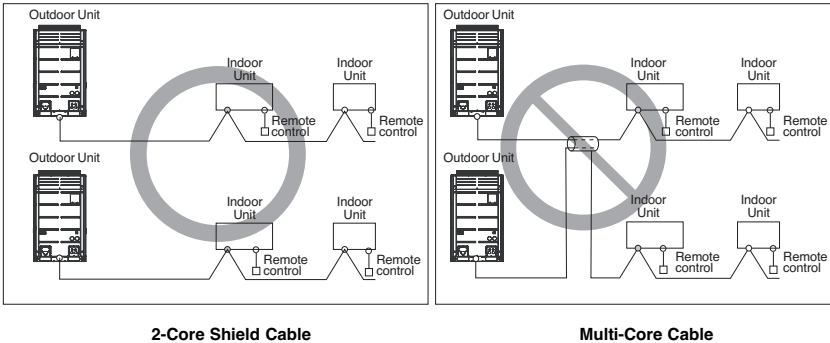 Outdoor Unit
Indoor
Unit
Indoor
Unit
Remote
control
Remote
control
Outdoor Unit
Indoor
Unit
Indoor
Unit
Remote
control
Remote
control
2-Core Shield Cable
Outdoor Unit
Indoor
Unit
Indoor
Unit
Remote
control
Remote
control
Outdoor Unit
Indoor
Unit
Indoor
Unit
Remote
control
Remote
control
Multi-Core Cable